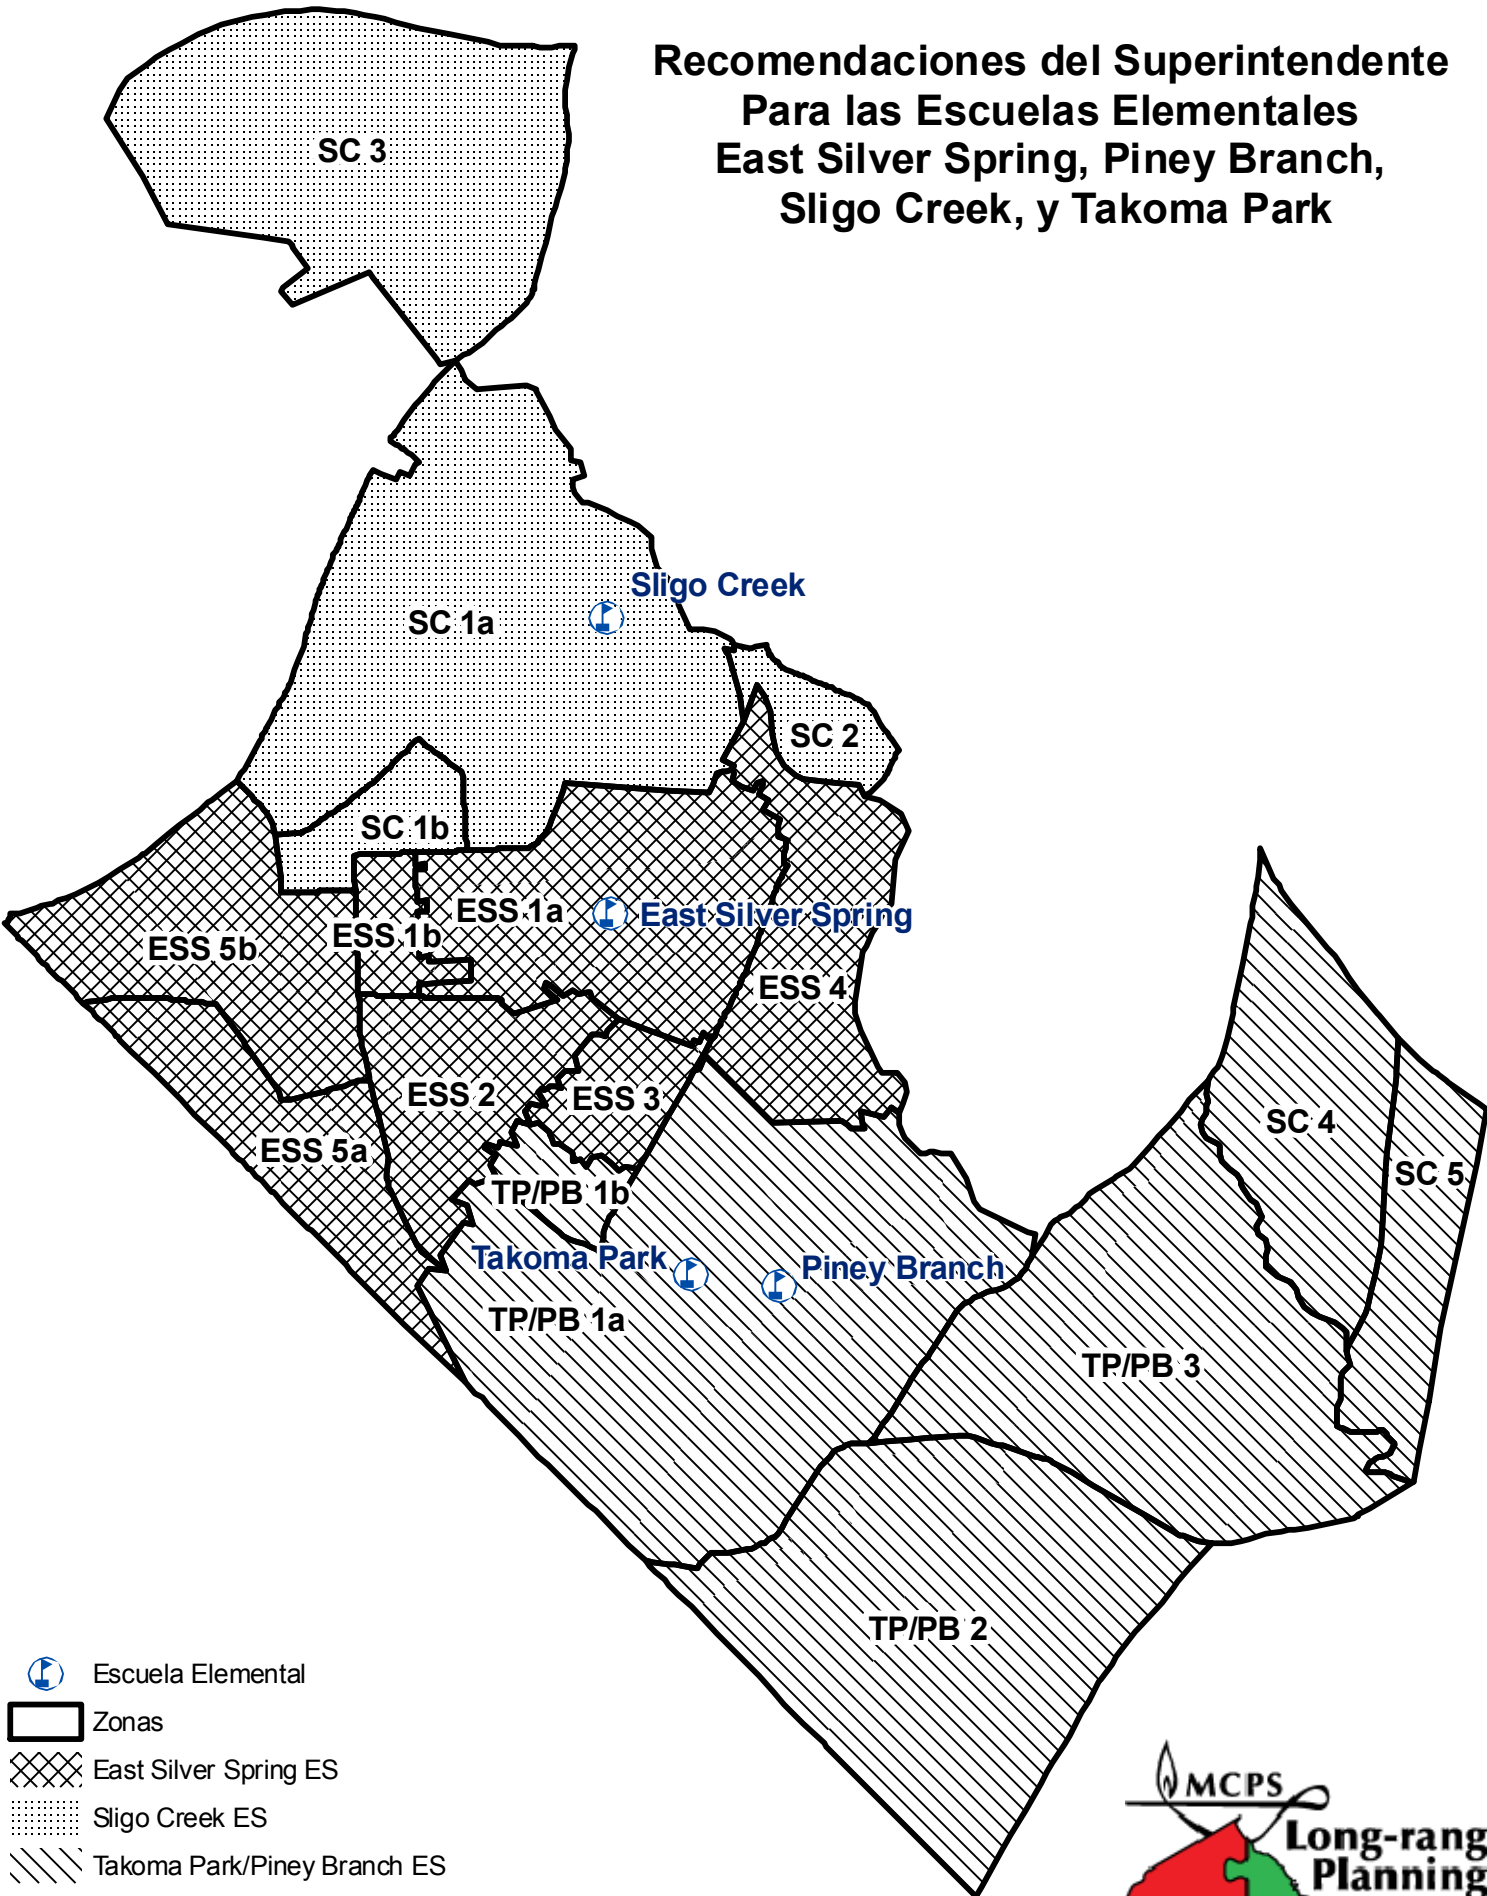 Recomendaciones del Superintendente
Para las Escuelas Elementales
East Silver Spring, Piney Branch,
Sligo Creek, y Takoma Park
SC 3
Sligo Creek
SC 1a
SC 2
SC 1b
ESS 1a
East Silver Spring
ESS 1b
ESS 5b
ESS 4
ESS 2
ESS 3
SC 4
ESS 5a
SC 5
TP/PB 1b
Takoma Park
Piney Branch
TP/PB 1a
TP/PB 3
TP/PB 2
Escuela Elemental
Zonas
East Silver Spring ES
Sligo Creek ES
Takoma Park/Piney Branch ES
MCPS
Long-rang
Planning